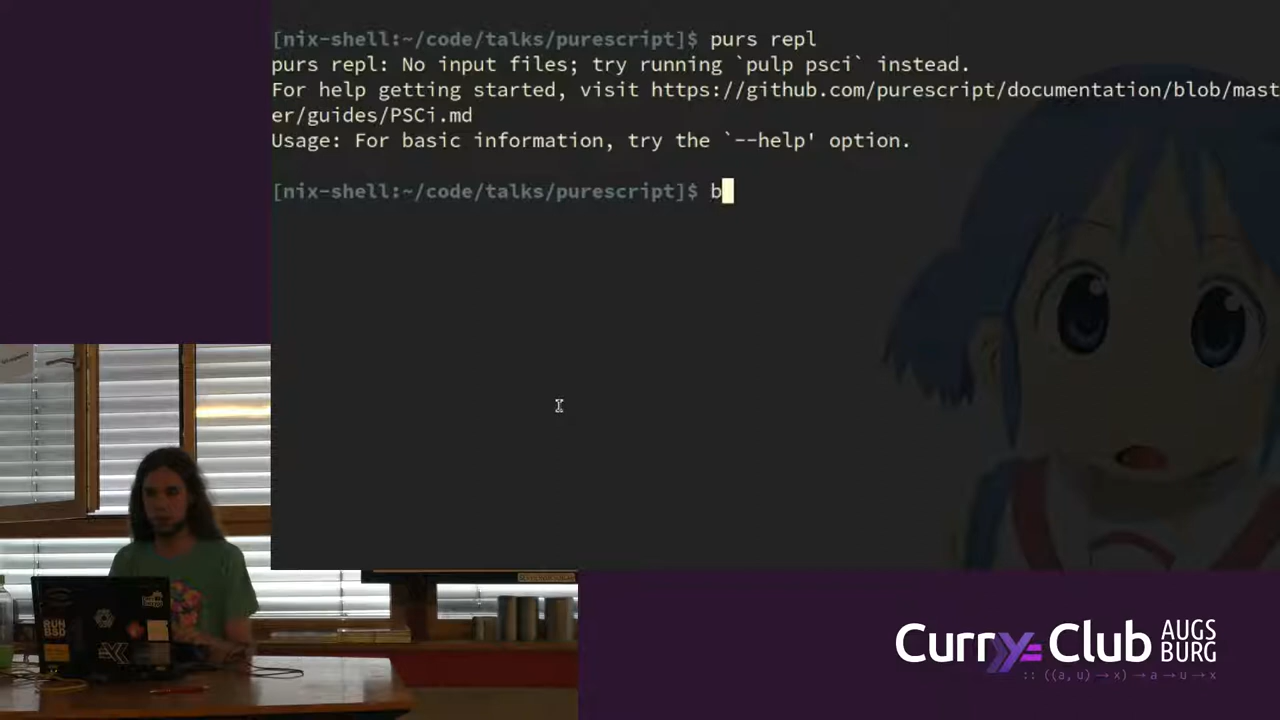 [nix-shell:~/code/talks/purescript]$ purs repl
purs repl: No input files; try running `pulp psci` instead.
For help getting started, visit https://github.com/purescript/documentation/blob/mast
er/guides/PSCi.md
Usage: For basic information, try the `--help' option.
[nix-shell:~/code/talks/purescript]$ b
RUN
BSD
Curry Club AUGS
BURG
:: ((a, u) → x) → a → u → x